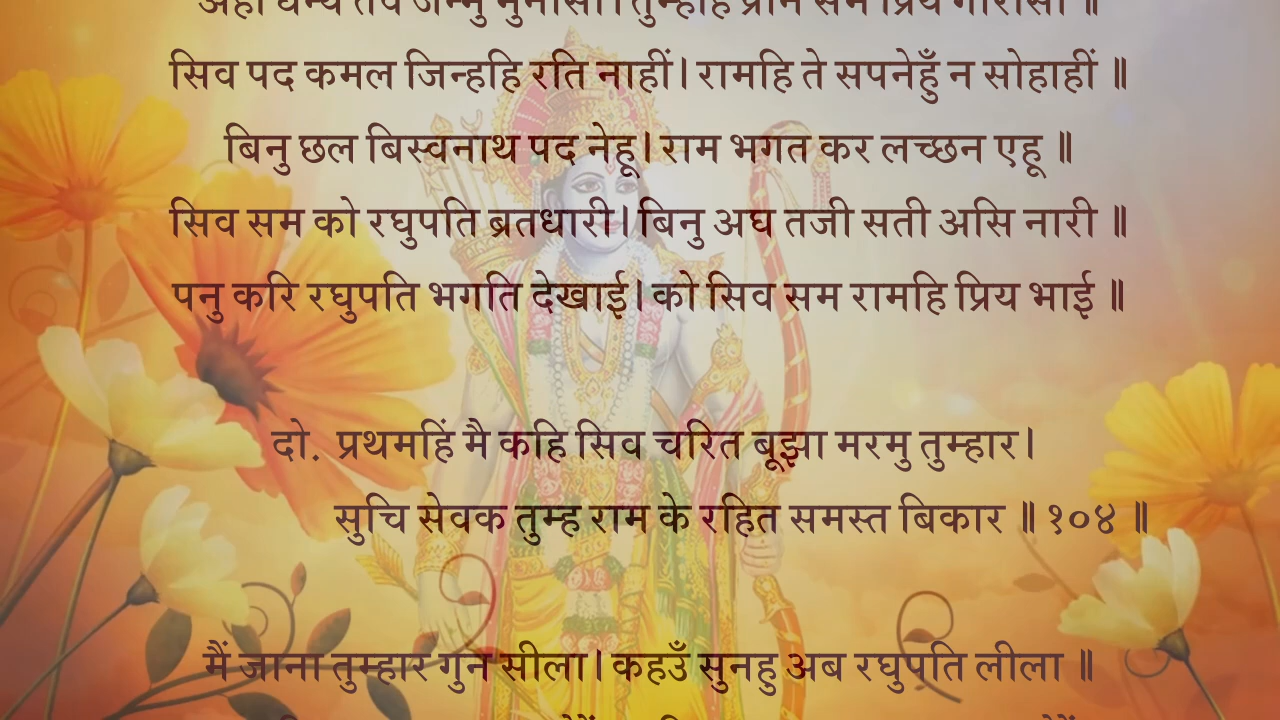 सिव पद कमल जिन्हहि रति नाहीं। रामहि ते सपनेहुँ न सोहाहीं ॥
बिनु छल बिस्वनाथ पद नेहू। राम भगत कर लच्छन एहू ॥
सिव सम को रघुपति ब्रतधारी। बिनु अघ तजी सती असि नारी ॥
पनु करि रघुपति भगति देखाई। को सिव सम रामहि प्रिय भाई ॥
दो. प्रथमहिं मै कहि सिव चरित बूझा मरमु तुम्हार।
सुचि सेवक तुम्ह राम के रहित समस्त बिकार ॥ १०४ ॥
मैं जाना तुम्हार गुन सीला। कहउँ सुनहु अब रघुपति लीला ॥